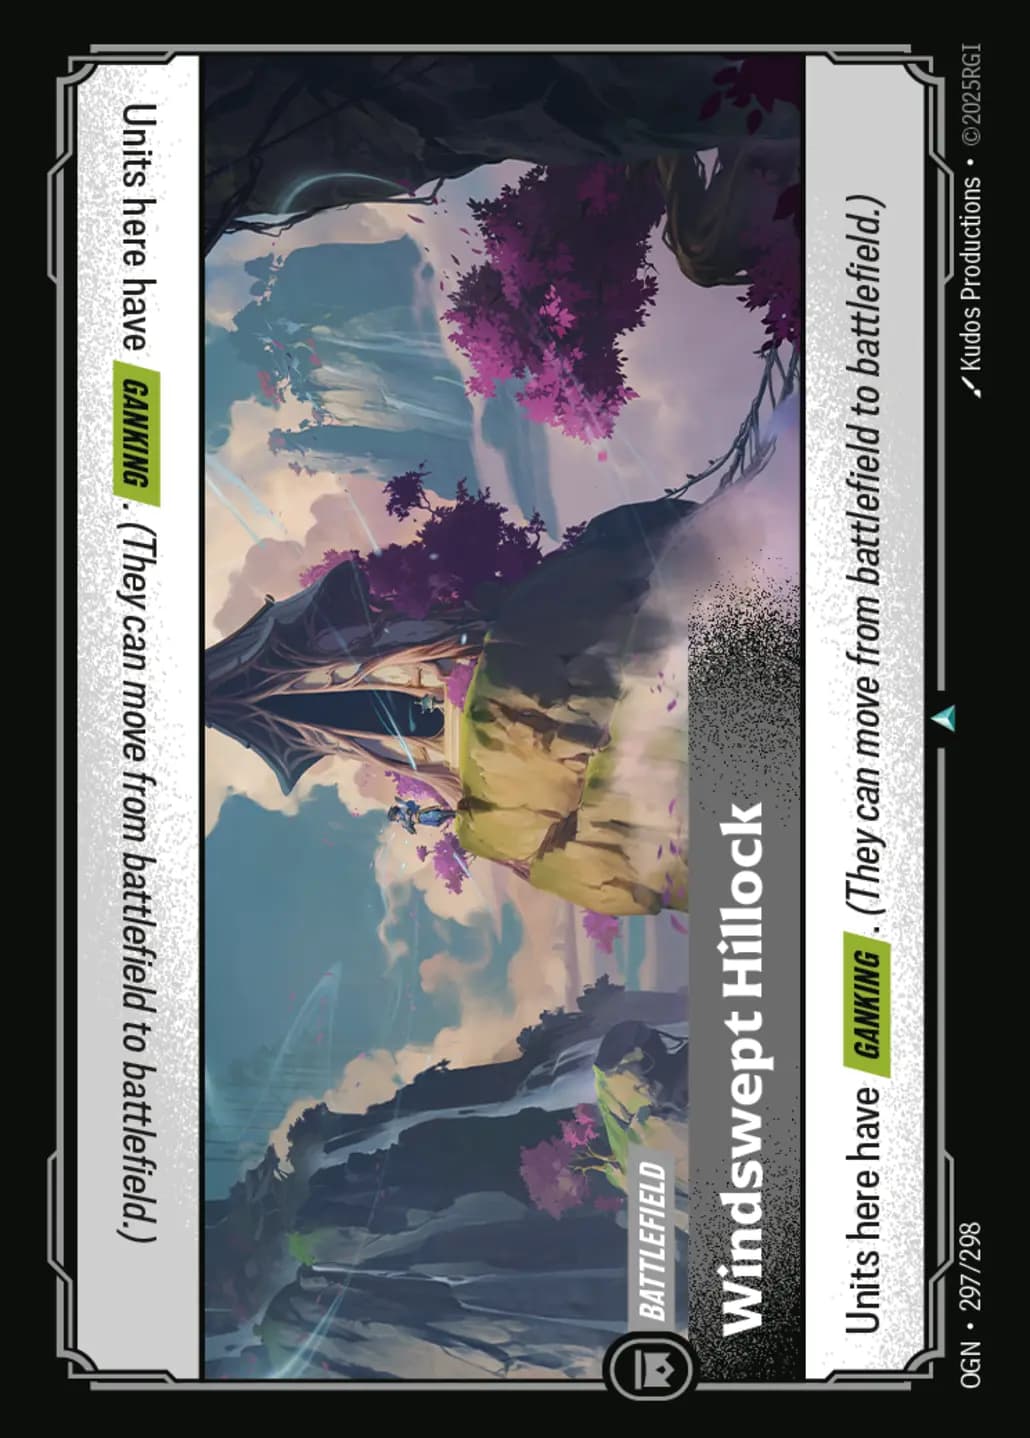 Units here have GANKING. (They can move from battlefield to battlefield.)
BATTLEFIELD
Windswept Hillock
Units here have GANKING. (They can move from battlefield to battlefield.)
OGN • 297/298
Kudos Productions • ©2025RGI